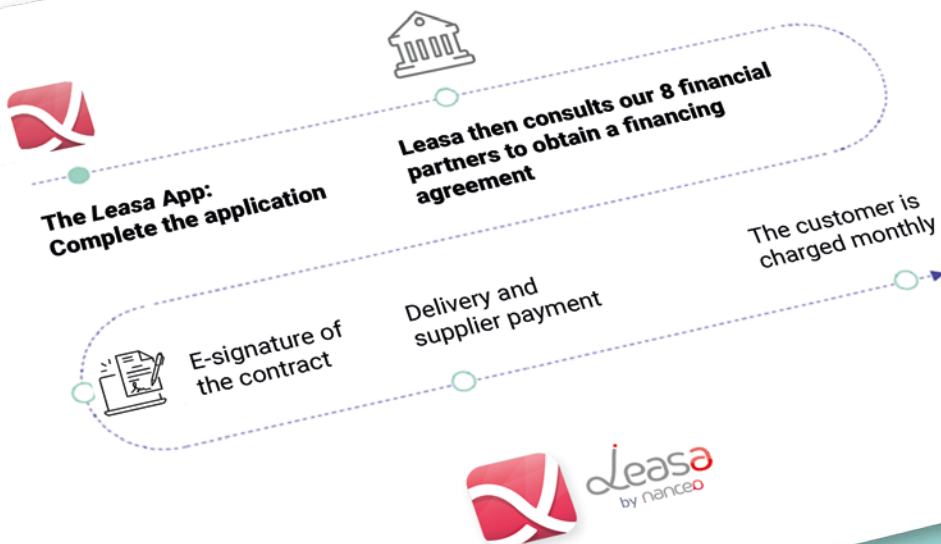 The Leasa App:
Complete the application
Leasa then consults our 8 financial
partners to obtain a financing
agreement
E-signature of
the contract
Delivery and
supplier payment
The customer is
charged monthly
Leasa
by nanceo